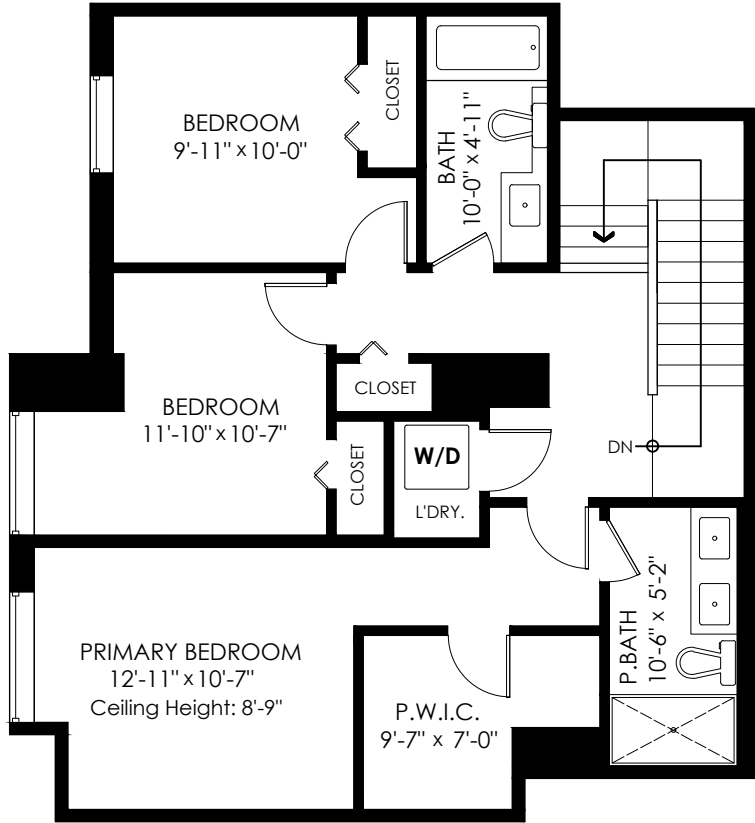 BEDROOM
9'-11" x 10'-0"
CLOSET
BATH
10'-0" x 4'-11"
BEDROOM
11'-10" x 10'-7"
CLOSET
CLOSET
W/D
L'DRY.
DN
PRIMARY BEDROOM
12'-11" x 10'-7"
Ceiling Height: 8'-9"
P.W.I.C.
9'-7" x 7'-0"
P.BATH
10'-6" x 5'-2"